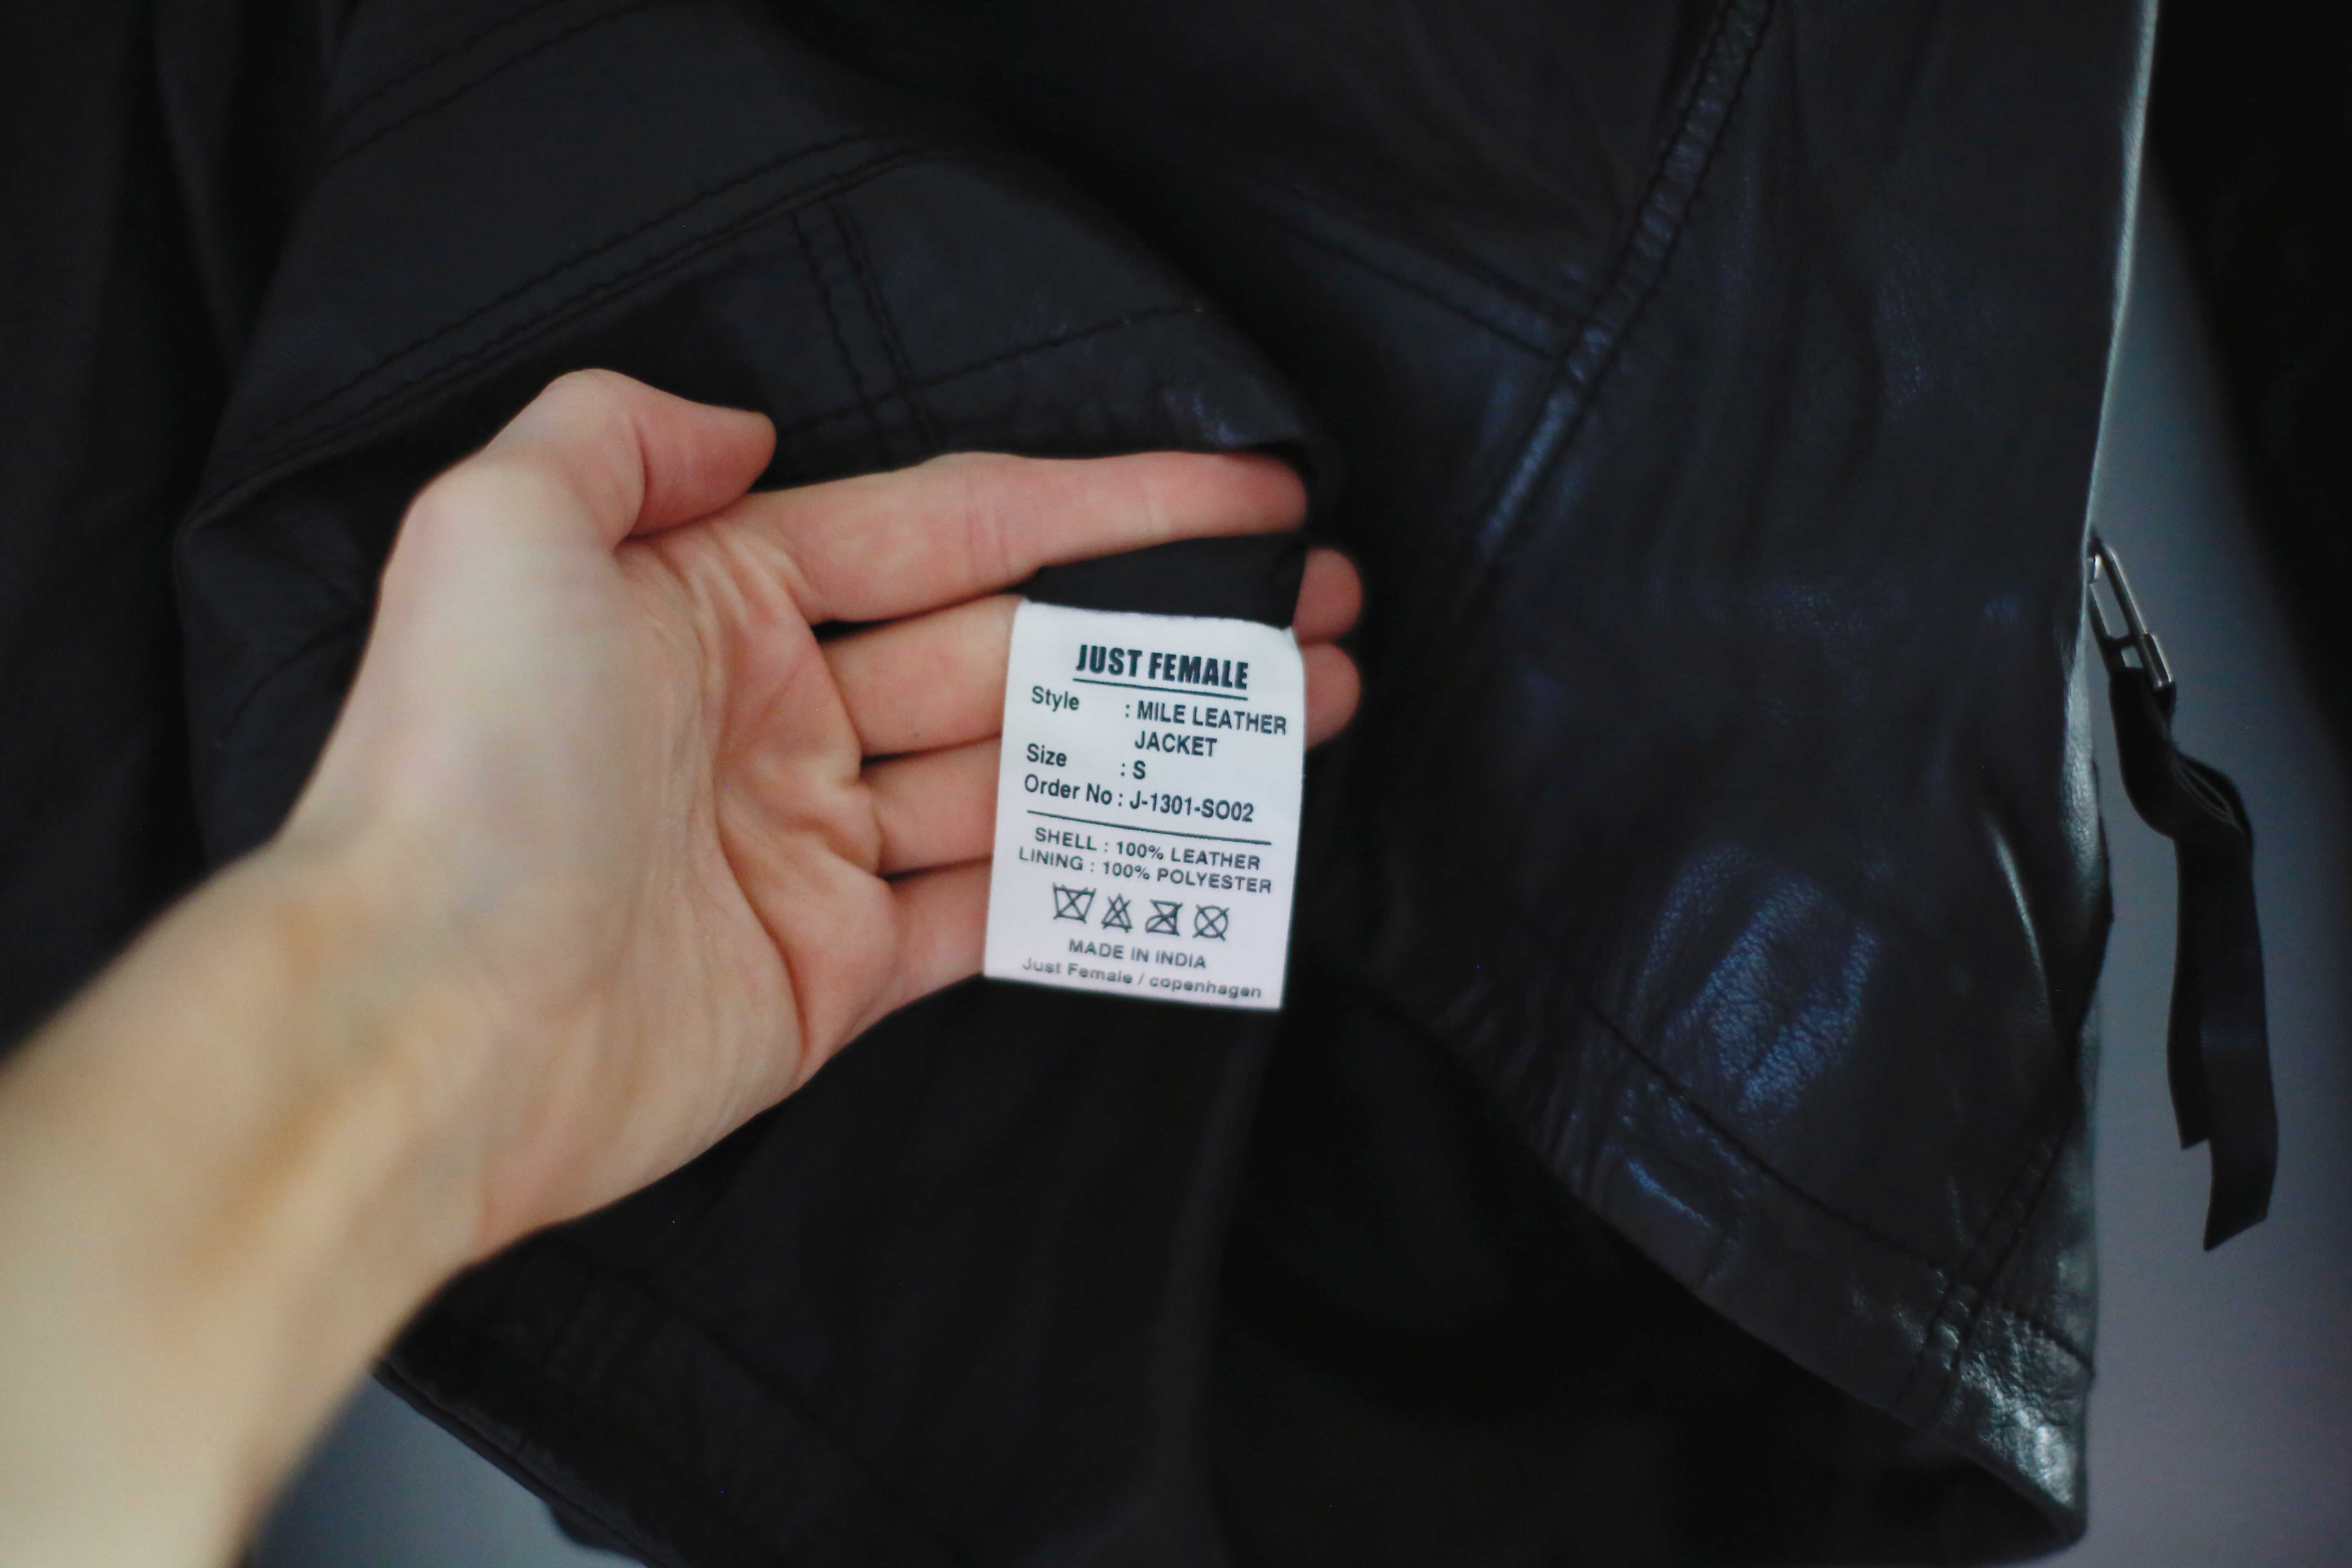 JUST FEMALE
Style : MILE LEATHER
JACKET
Size : S
Order No : J-1301-SO02
SHELL : 100% LEATHER
LINING : 100% POLYESTER
MADE IN INDIA
Just Female / copenhagen